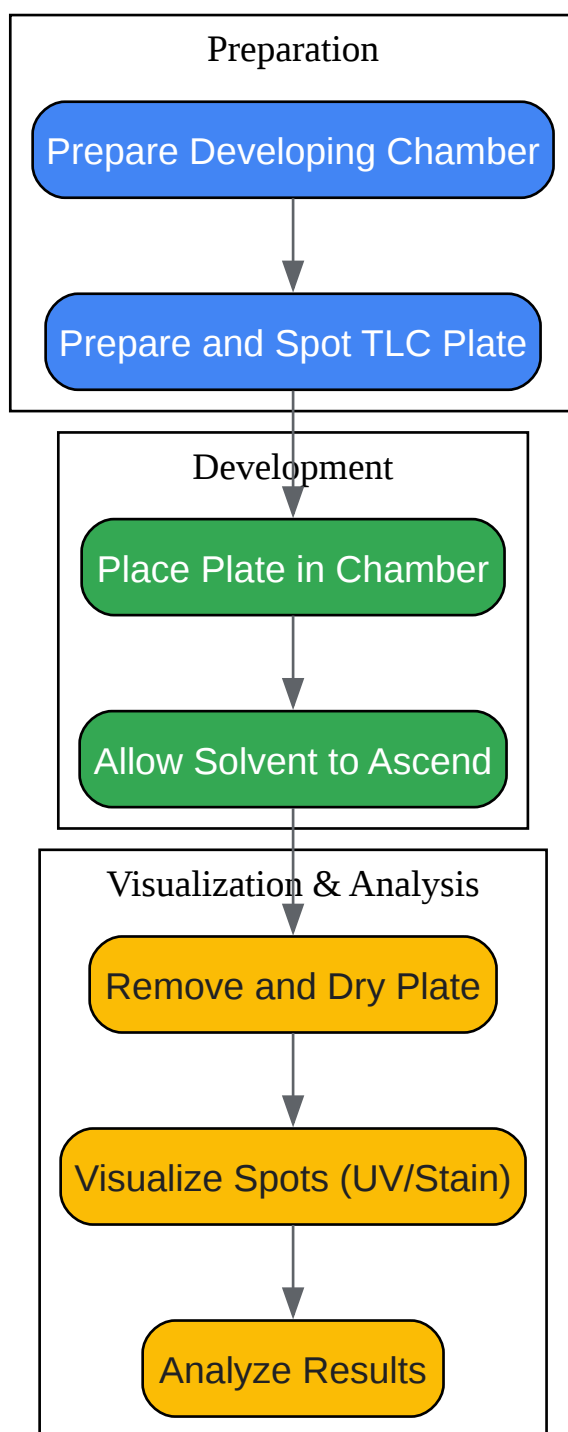 Preparation
Prepare Developing Chamber
Prepare and Spot TLC Plate
Development
Place Plate in Chamber
Allow Solvent to Ascend
Visualization & Analysis
Remove and Dry Plate
Visualize Spots (UV/Stain)
Analyze Results